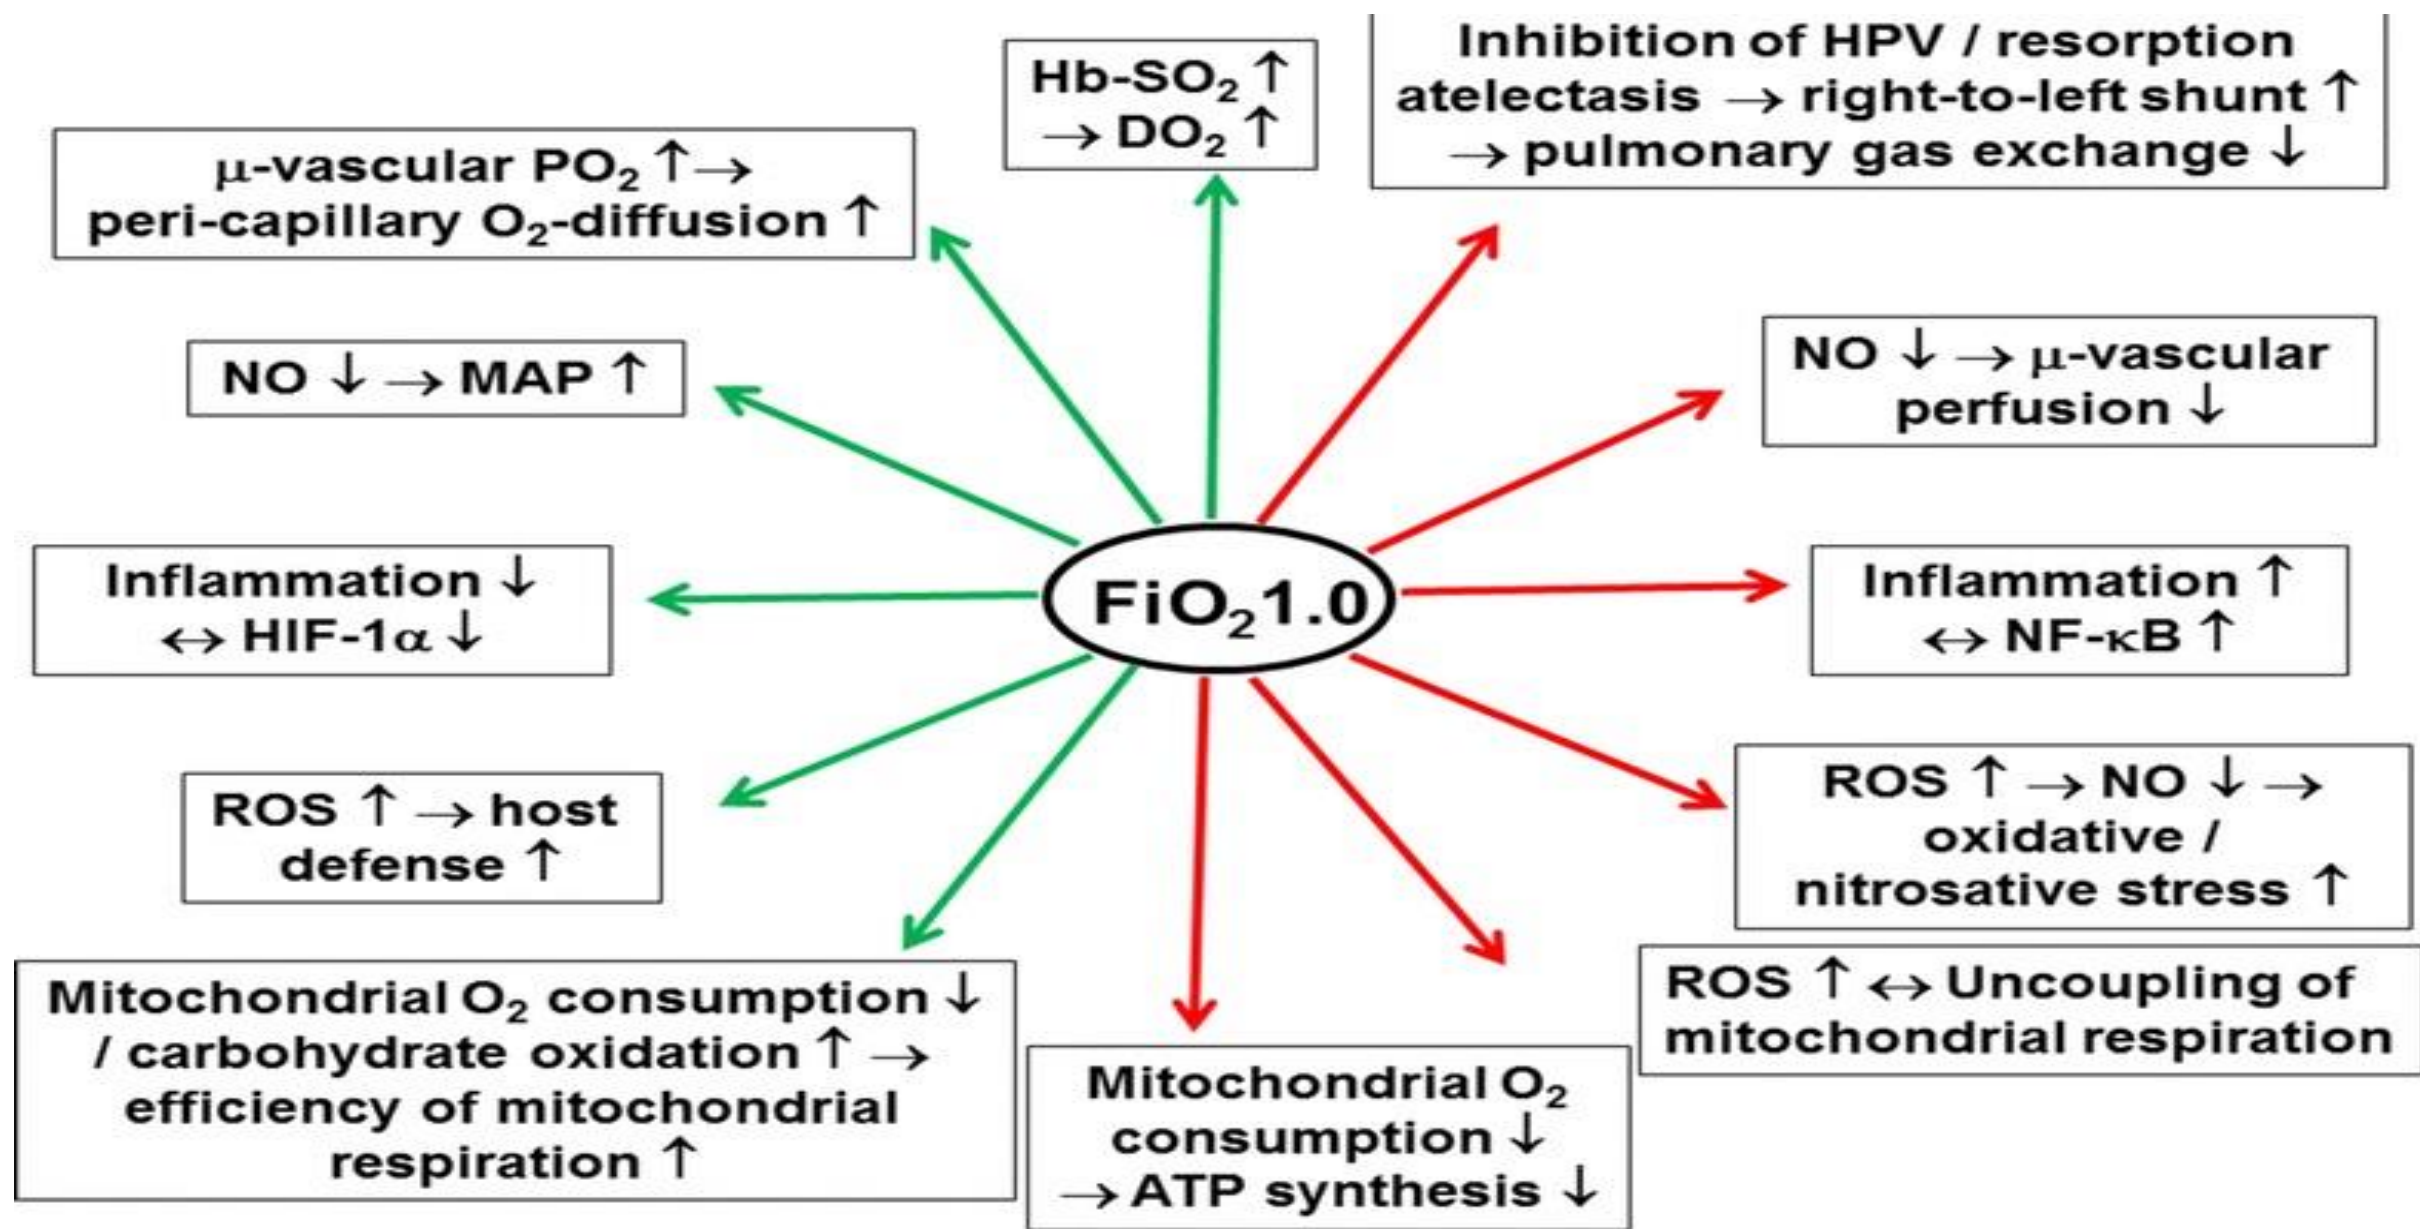 Hb-SO₂ ↑
→ DO₂ ↑
Inhibition of HPV / resorption
atelectasis → right-to-left shunt ↑
→ pulmonary gas exchange ↓
μ-vascular PO₂ ↑→
peri-capillary O₂-diffusion ↑
NO ↓ → μ-vascular
perfusion ↓
NO ↓ → MAP ↑
Inflammation ↓
↔ HIF-1α ↓
FiO₂1.0
Inflammation ↑
↔ NF-κB ↑
ROS ↑ → host
defense ↑
ROS ↑ → NO ↓ →
oxidative /
nitrosative stress ↑
Mitochondrial O₂ consumption ↓
/ carbohydrate oxidation ↑ →
efficiency of mitochondrial
respiration ↑
Mitochondrial O₂
consumption ↓
→ ATP synthesis ↓
ROS ↑ ↔ Uncoupling of
mitochondrial respiration